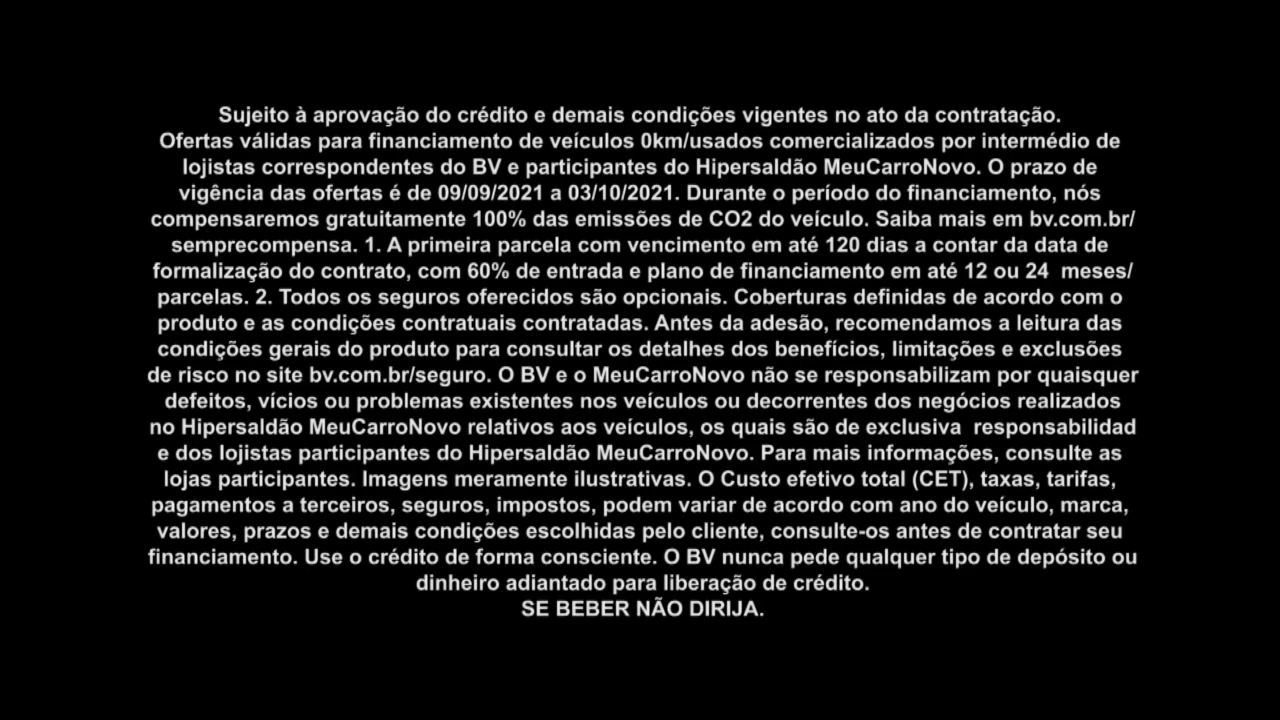 Sujeito à aprovação do crédito e demais condições vigentes no ato da contratação.
Ofertas válidas para financiamento de veículos 0km/usados comercializados por intermédio de
lojistas correspondentes do BV e participantes do Hipersaldão MeuCarroNovo. O prazo de
vigência das ofertas é de 09/09/2021 a 03/10/2021. Durante o período do financiamento, nós
compensaremos gratuitamente 100% das emissões de CO2 do veículo. Saiba mais em bv.com.br/
semprecompensa. 1. A primeira parcela com vencimento em até 120 dias a contar da data de
formalização do contrato, com 60% de entrada e plano de financiamento em até 12 ou 24  meses/
parcelas. 2. Todos os seguros oferecidos são opcionais. Coberturas definidas de acordo com o
produto e as condições contratuais contratadas. Antes da adesão, recomendamos a leitura das
condições gerais do produto para consultar os detalhes dos benefícios, limitações e exclusões
de risco no site bv.com.br/seguro. O BV e o MeuCarroNovo não se responsabilizam por quaisquer
defeitos, vícios ou problemas existentes nos veículos ou decorrentes dos negócios realizados
no Hipersaldão MeuCarroNovo relativos aos veículos, os quais são de exclusiva  responsabilidad
e dos lojistas participantes do Hipersaldão MeuCarroNovo. Para mais informações, consulte as
lojas participantes. Imagens meramente ilustrativas. O Custo efetivo total (CET), taxas, tarifas,
pagamentos a terceiros, seguros, impostos, podem variar de acordo com ano do veículo, marca,
valores, prazos e demais condições escolhidas pelo cliente, consulte-os antes de contratar seu
financiamento. Use o crédito de forma consciente. O BV nunca pede qualquer tipo de depósito ou
dinheiro adiantado para liberação de crédito.
SE BEBER NÃO DIRIJA.